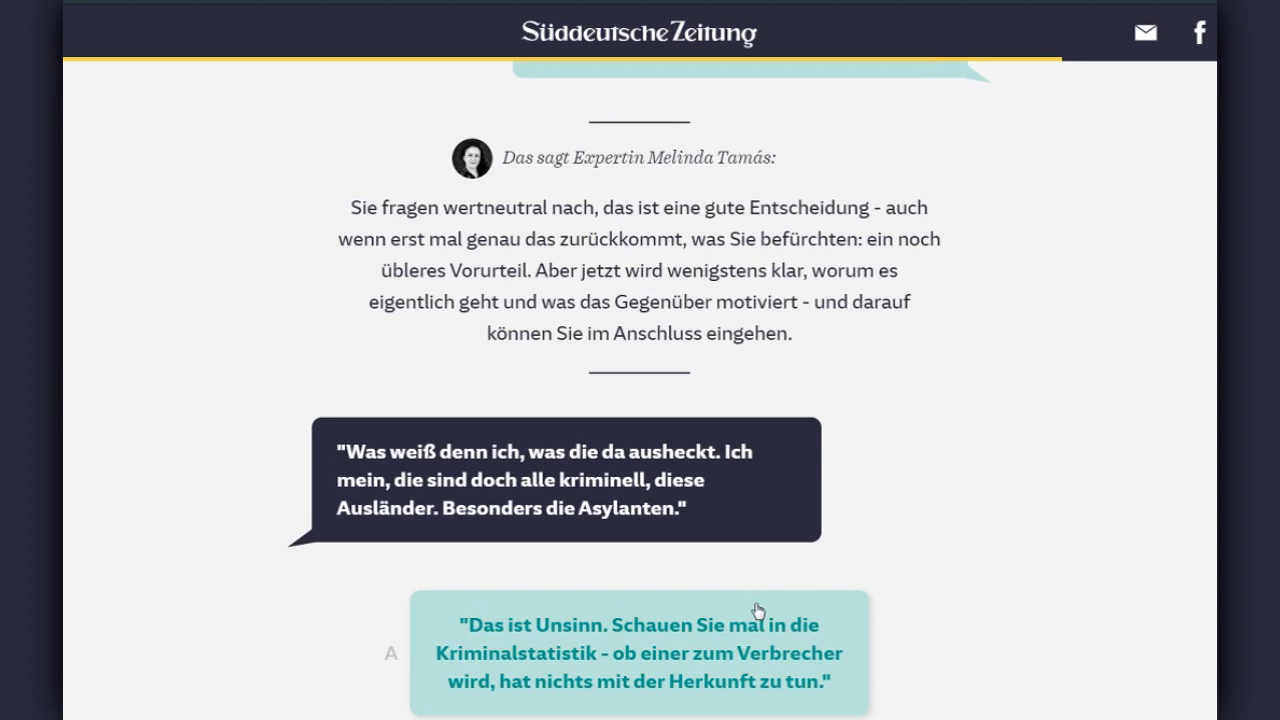 Süddeutsche Zeitung
Das sagt Expertin Melinda Tamás:
Sie fragen wertneutral nach, das ist eine gute Entscheidung - auch
wenn erst mal genau das zurückkommt, was Sie befürchten: ein noch
übleres Vorurteil. Aber jetzt wird wenigstens klar, worum es
eigentlich geht und was das Gegenüber motiviert - und darauf
können Sie im Anschluss eingehen.
"Was weiß denn ich, was die da ausheckt. Ich
mein, die sind doch alle kriminell, diese
Ausländer. Besonders die Asylanten."
A
"Das ist Unsinn. Schauen Sie mal in die
Kriminalstatistik - ob einer zum Verbrecher
wird, hat nichts mit der Herkunft zu tun."